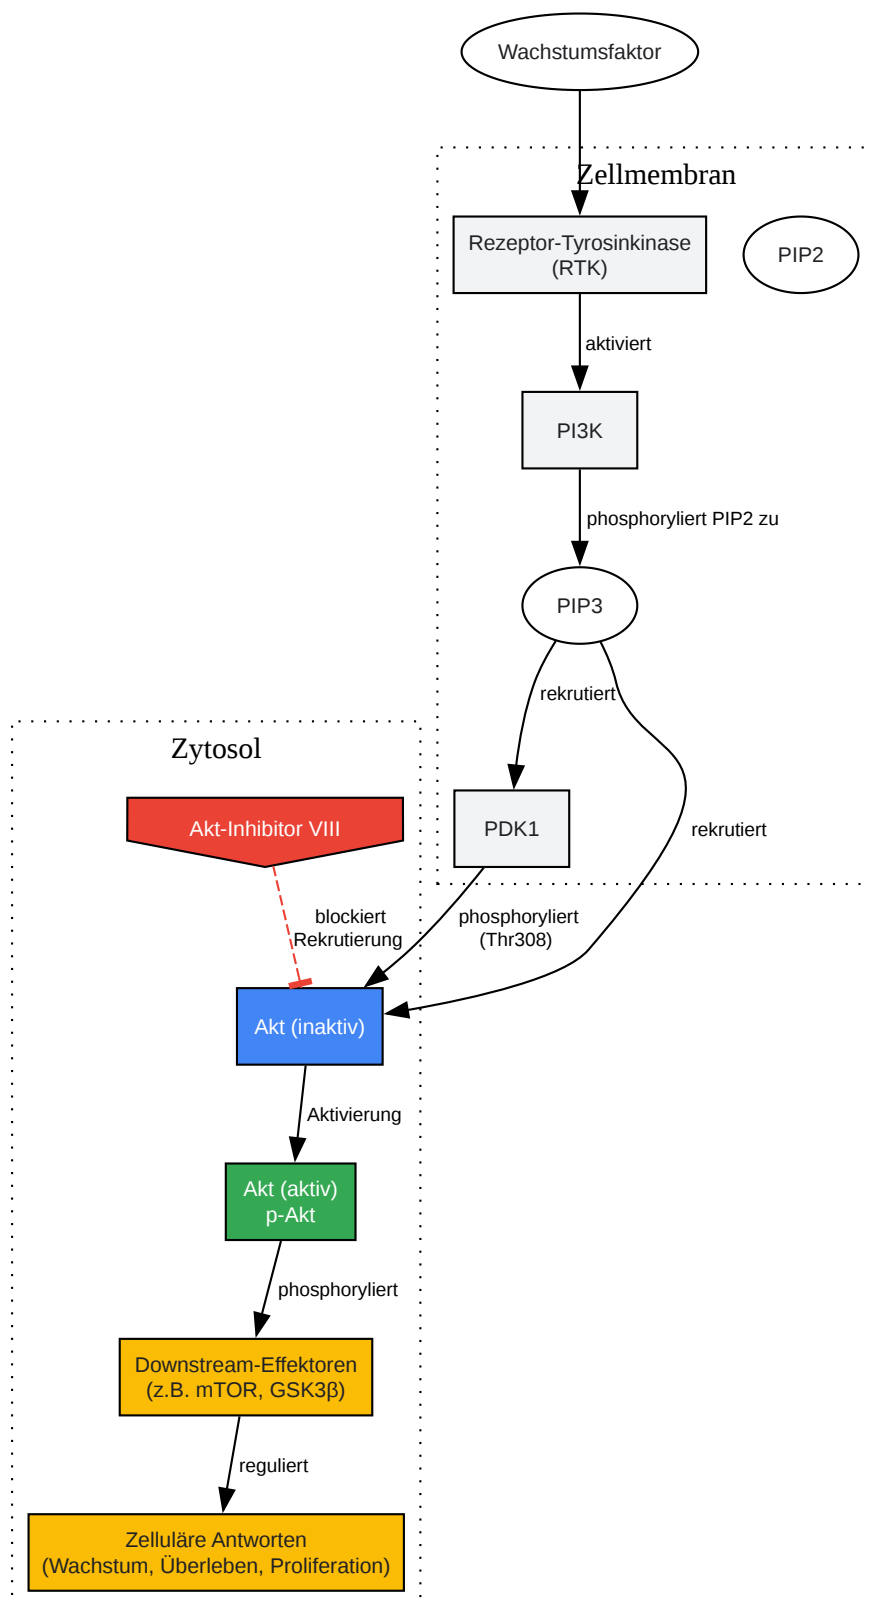 Wachstumsfaktor
Zellmembran
Rezeptor-Tyrosinkinase
(RTK)
PIP2
aktiviert
PI3K
phosphoryliert PIP2 zu
PIP3
rekrutiert
Zytosol
Akt-Inhibitor VIII
PDK1
rekrutiert
blockiert
Rekrutierung
phosphoryliert
(Thr308)
Akt (inaktiv)
Aktivierung
Akt (aktiv)
p-Akt
phosphoryliert
Downstream-Effektoren
(z.B. mTOR, GSK3β)
reguliert
Zelluläre Antworten
(Wachstum, Überleben, Proliferation)